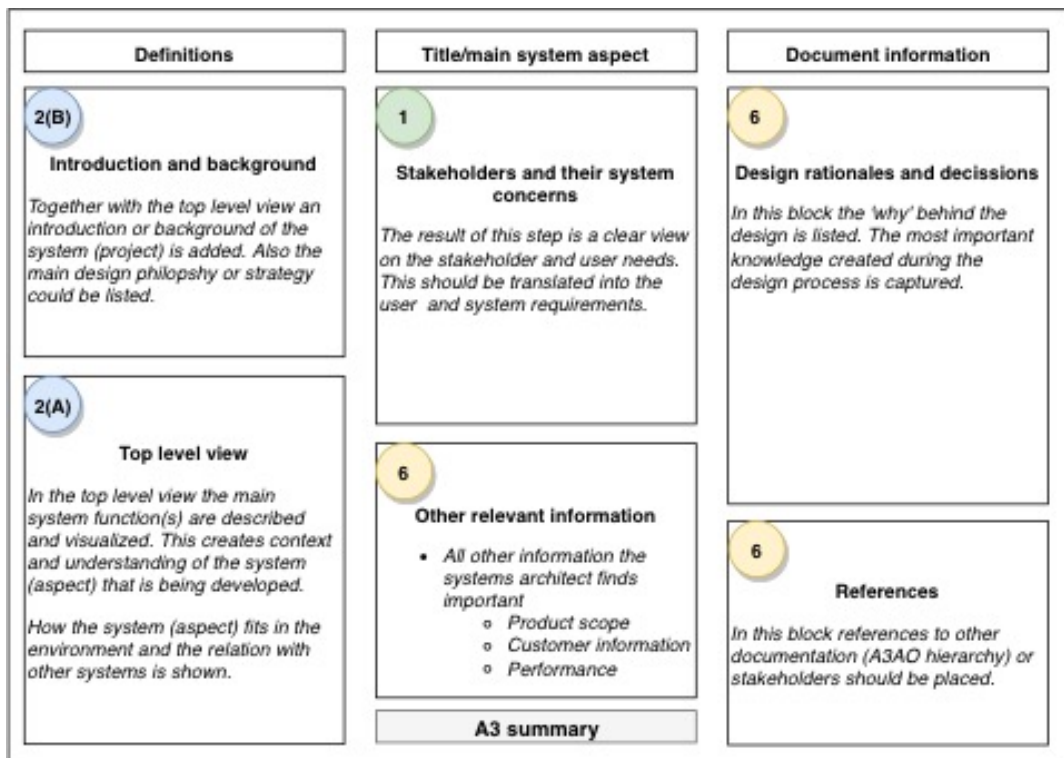 Definitions
2(B)
Introduction and background
Together with the top level view an
introduction or background of the
system (project) is added. Also the
main design philopshy or strategy
could be listed.
2(A)
Top level view
In the top level view the main
system function(s) are described
and visualized. This creates context
and understanding of the system
(aspect) that is being developed.
How the system (aspect) fits in the
environment and the relation with
other systems is shown.
Title/main system aspect
1
Stakeholders and their system
concerns
The result of this step is a clear view
on the stakeholder and user needs.
This should be translated into the
user and system requirements.
6
Other relevant information
• All other information the
systems architect finds
important
o Product scope
o Customer information
o Performance
A3 summary
Document information
6
Design rationales and decissions
In this block the 'why' behind the
design is listed. The most important
knowledge created during the
design process is captured.
6
References
In this block references to other
documentation (A3AO hierarchy) or
stakeholders should be placed.